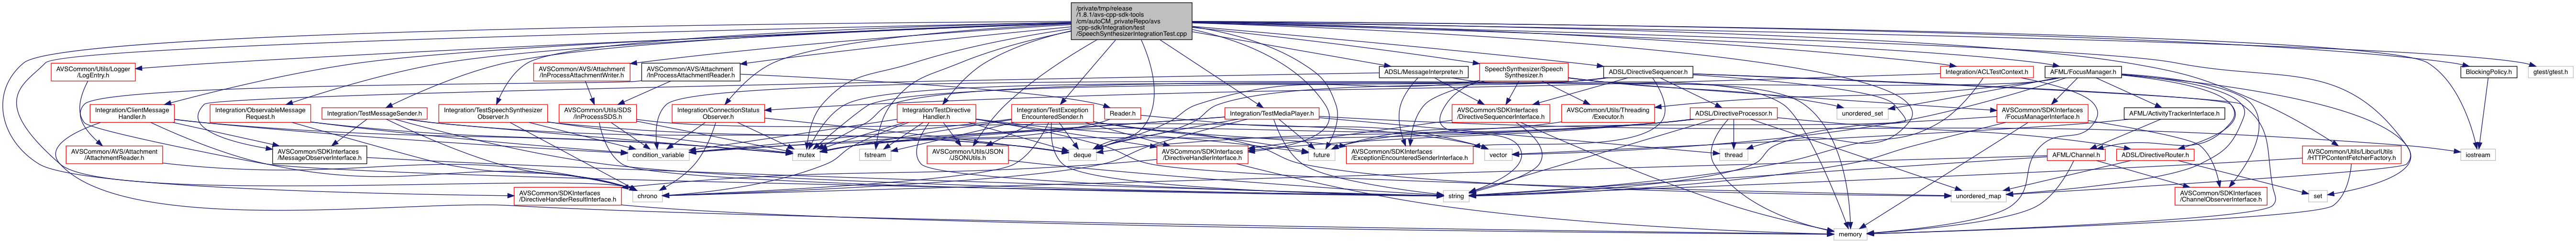 /private/tmp/release
/1.8.1/avs-cpp-sdk-tools
/cm/autoCM_privateRepo/avs
-cpp-sdk/Integration/test
/SpeechSynthesizerIntegrationTest.cpp
AVSCommon/Utils/Logger
/LogEntry.h
AVSCommon/AVS/Attachment
/InProcessAttachmentWriter.h
AVSCommon/AVS/Attachment
/InProcessAttachmentReader.h
ADSL/MessageInterpreter.h
SpeechSynthesizer/Speech
Synthesizer.h
ADSL/DirectiveSequencer.h
Integration/ACLTestContext.h
AFML/FocusManager.h
BlockingPolicy.h
gtest/gtest.h
Integration/ClientMessage
Handler.h
Integration/ObservableMessage
Request.h
Integration/TestMessageSender.h
Integration/TestSpeechSynthesizer
Observer.h
AVSCommon/Utils/SDS
/InProcessSDS.h
Integration/ConnectionStatus
Observer.h
Integration/TestDirective
Handler.h
Integration/TestException
EncounteredSender.h
Reader.h
Integration/TestMediaPlayer.h
AVSCommon/SDKInterfaces
/DirectiveSequencerInterface.h
AVSCommon/Utils/Threading
/Executor.h
ADSL/DirectiveProcessor.h
unordered_set
AVSCommon/SDKInterfaces
/FocusManagerInterface.h
AFML/ActivityTrackerInterface.h
AVSCommon/AVS/Attachment
/AttachmentReader.h
AVSCommon/SDKInterfaces
/MessageObserverInterface.h
condition_variable
mutex
fstream
AVSCommon/Utils/JSON
/JSONUtils.h
deque
AVSCommon/SDKInterfaces
/DirectiveHandlerInterface.h
future
AVSCommon/SDKInterfaces
/ExceptionEncounteredSenderInterface.h
vector
thread
AFML/Channel.h
ADSL/DirectiveRouter.h
AVSCommon/Utils/LibcurlUtils
/HTTPContentFetcherFactory.h
iostream
AVSCommon/SDKInterfaces
/DirectiveHandlerResultInterface.h
chrono
string
unordered_map
AVSCommon/SDKInterfaces
/ChannelObserverInterface.h
set
memory